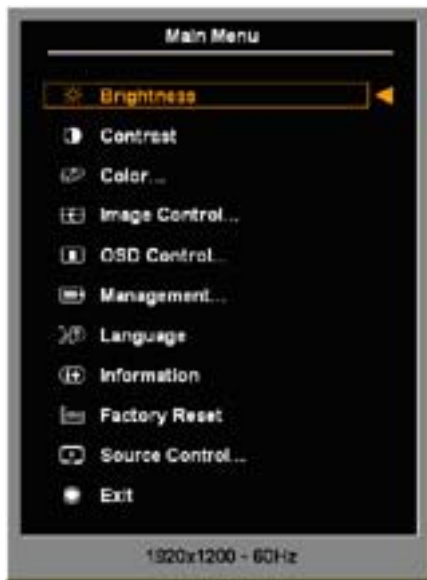 Main Menu
Brightness
Contrast
Color...
Image Control...
OSD Control...
Management...
Language
Information
Factory Reset
Source Control...
Exit
1920x1200 - 60Hz